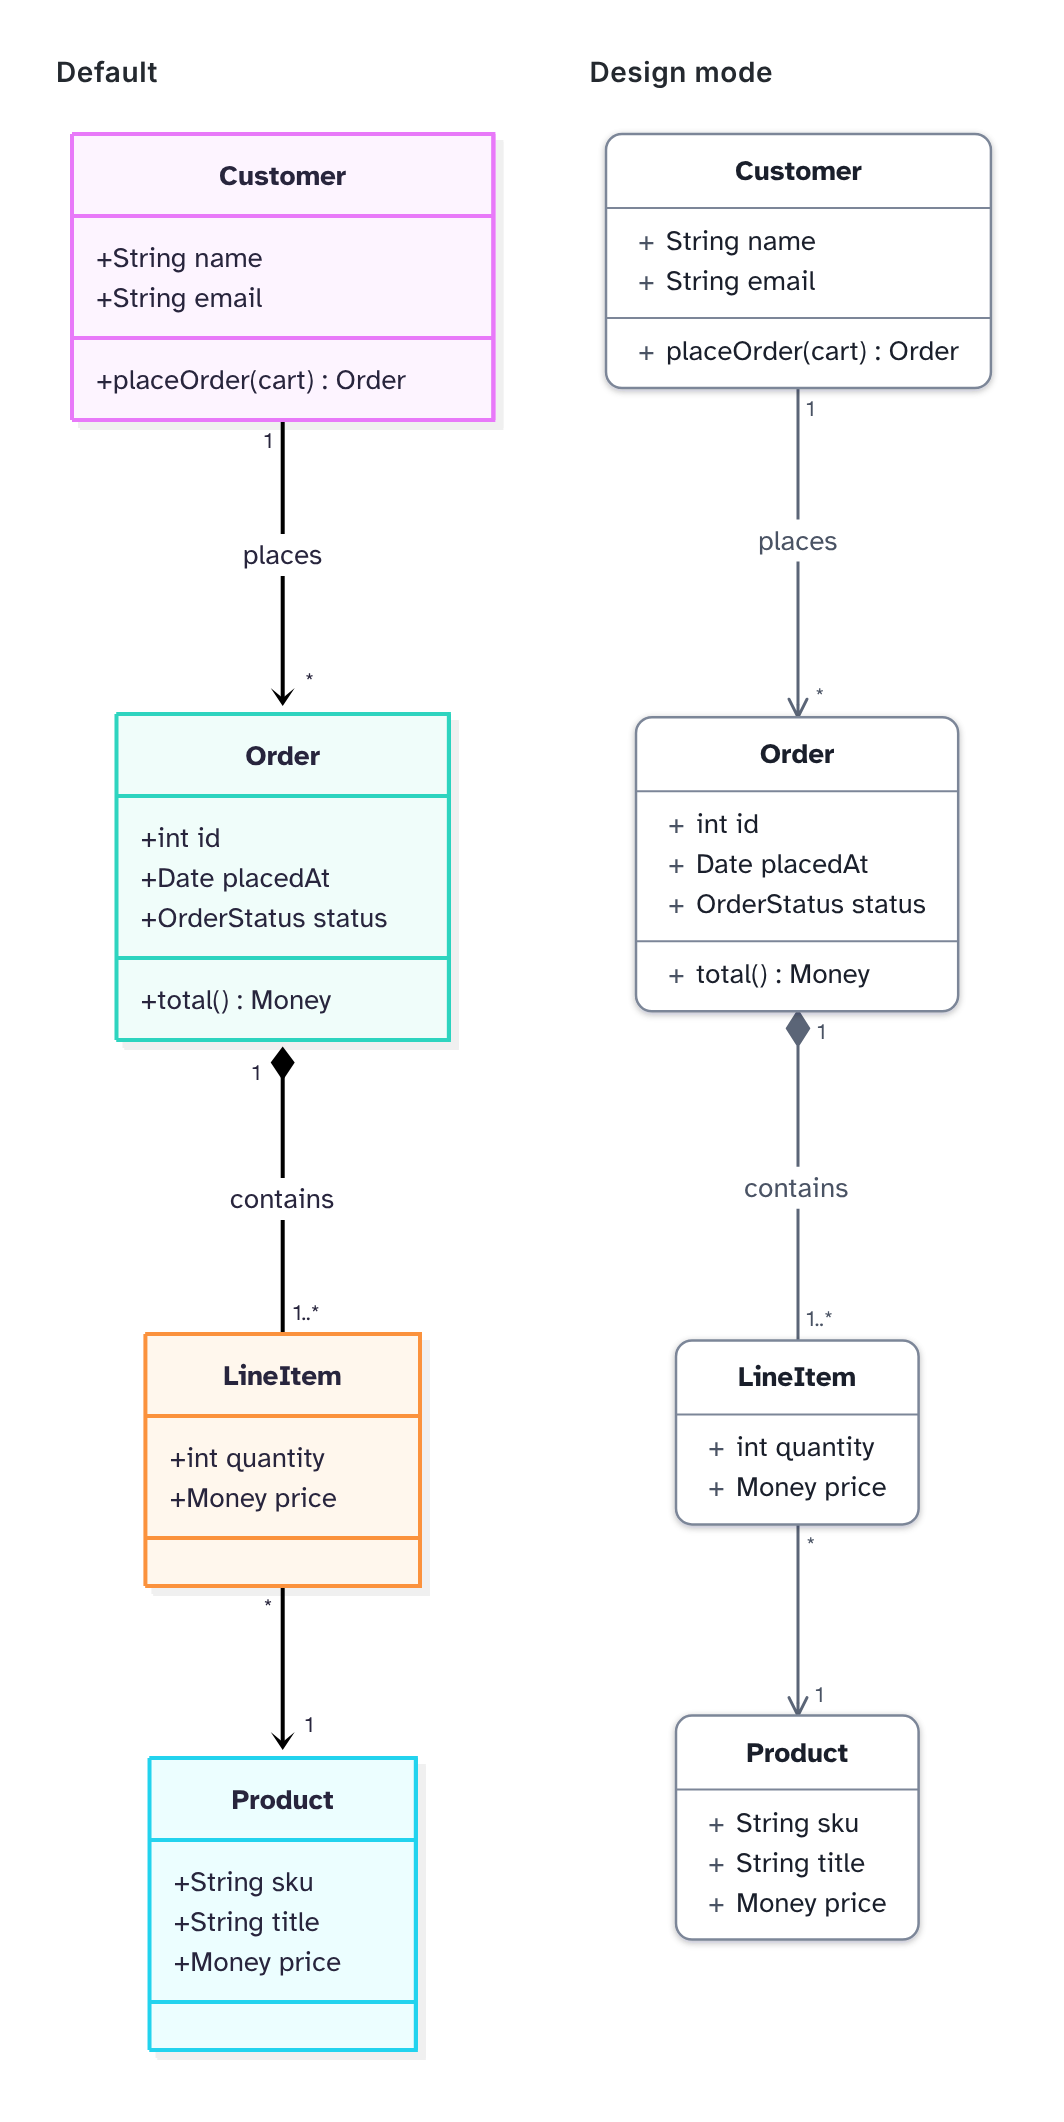 Default
Customer
+String name
+String email
+placeOrder(cart) : Order
1
places
*
Order
+int id
+Date placedAt
+OrderStatus status
+total() : Money
1
contains
1..*
LineItem
+int quantity
+Money price
*
1
Product
+String sku
+String title
+Money price
Design mode
Customer
+ String name
+ String email
+ placeOrder(cart) : Order
1
places
*
Order
+ int id
+ Date placedAt
+ OrderStatus status
+ total() : Money
1
contains
1..*
LineItem
+ int quantity
+ Money price
*
1
Product
+ String sku
+ String title
+ Money price